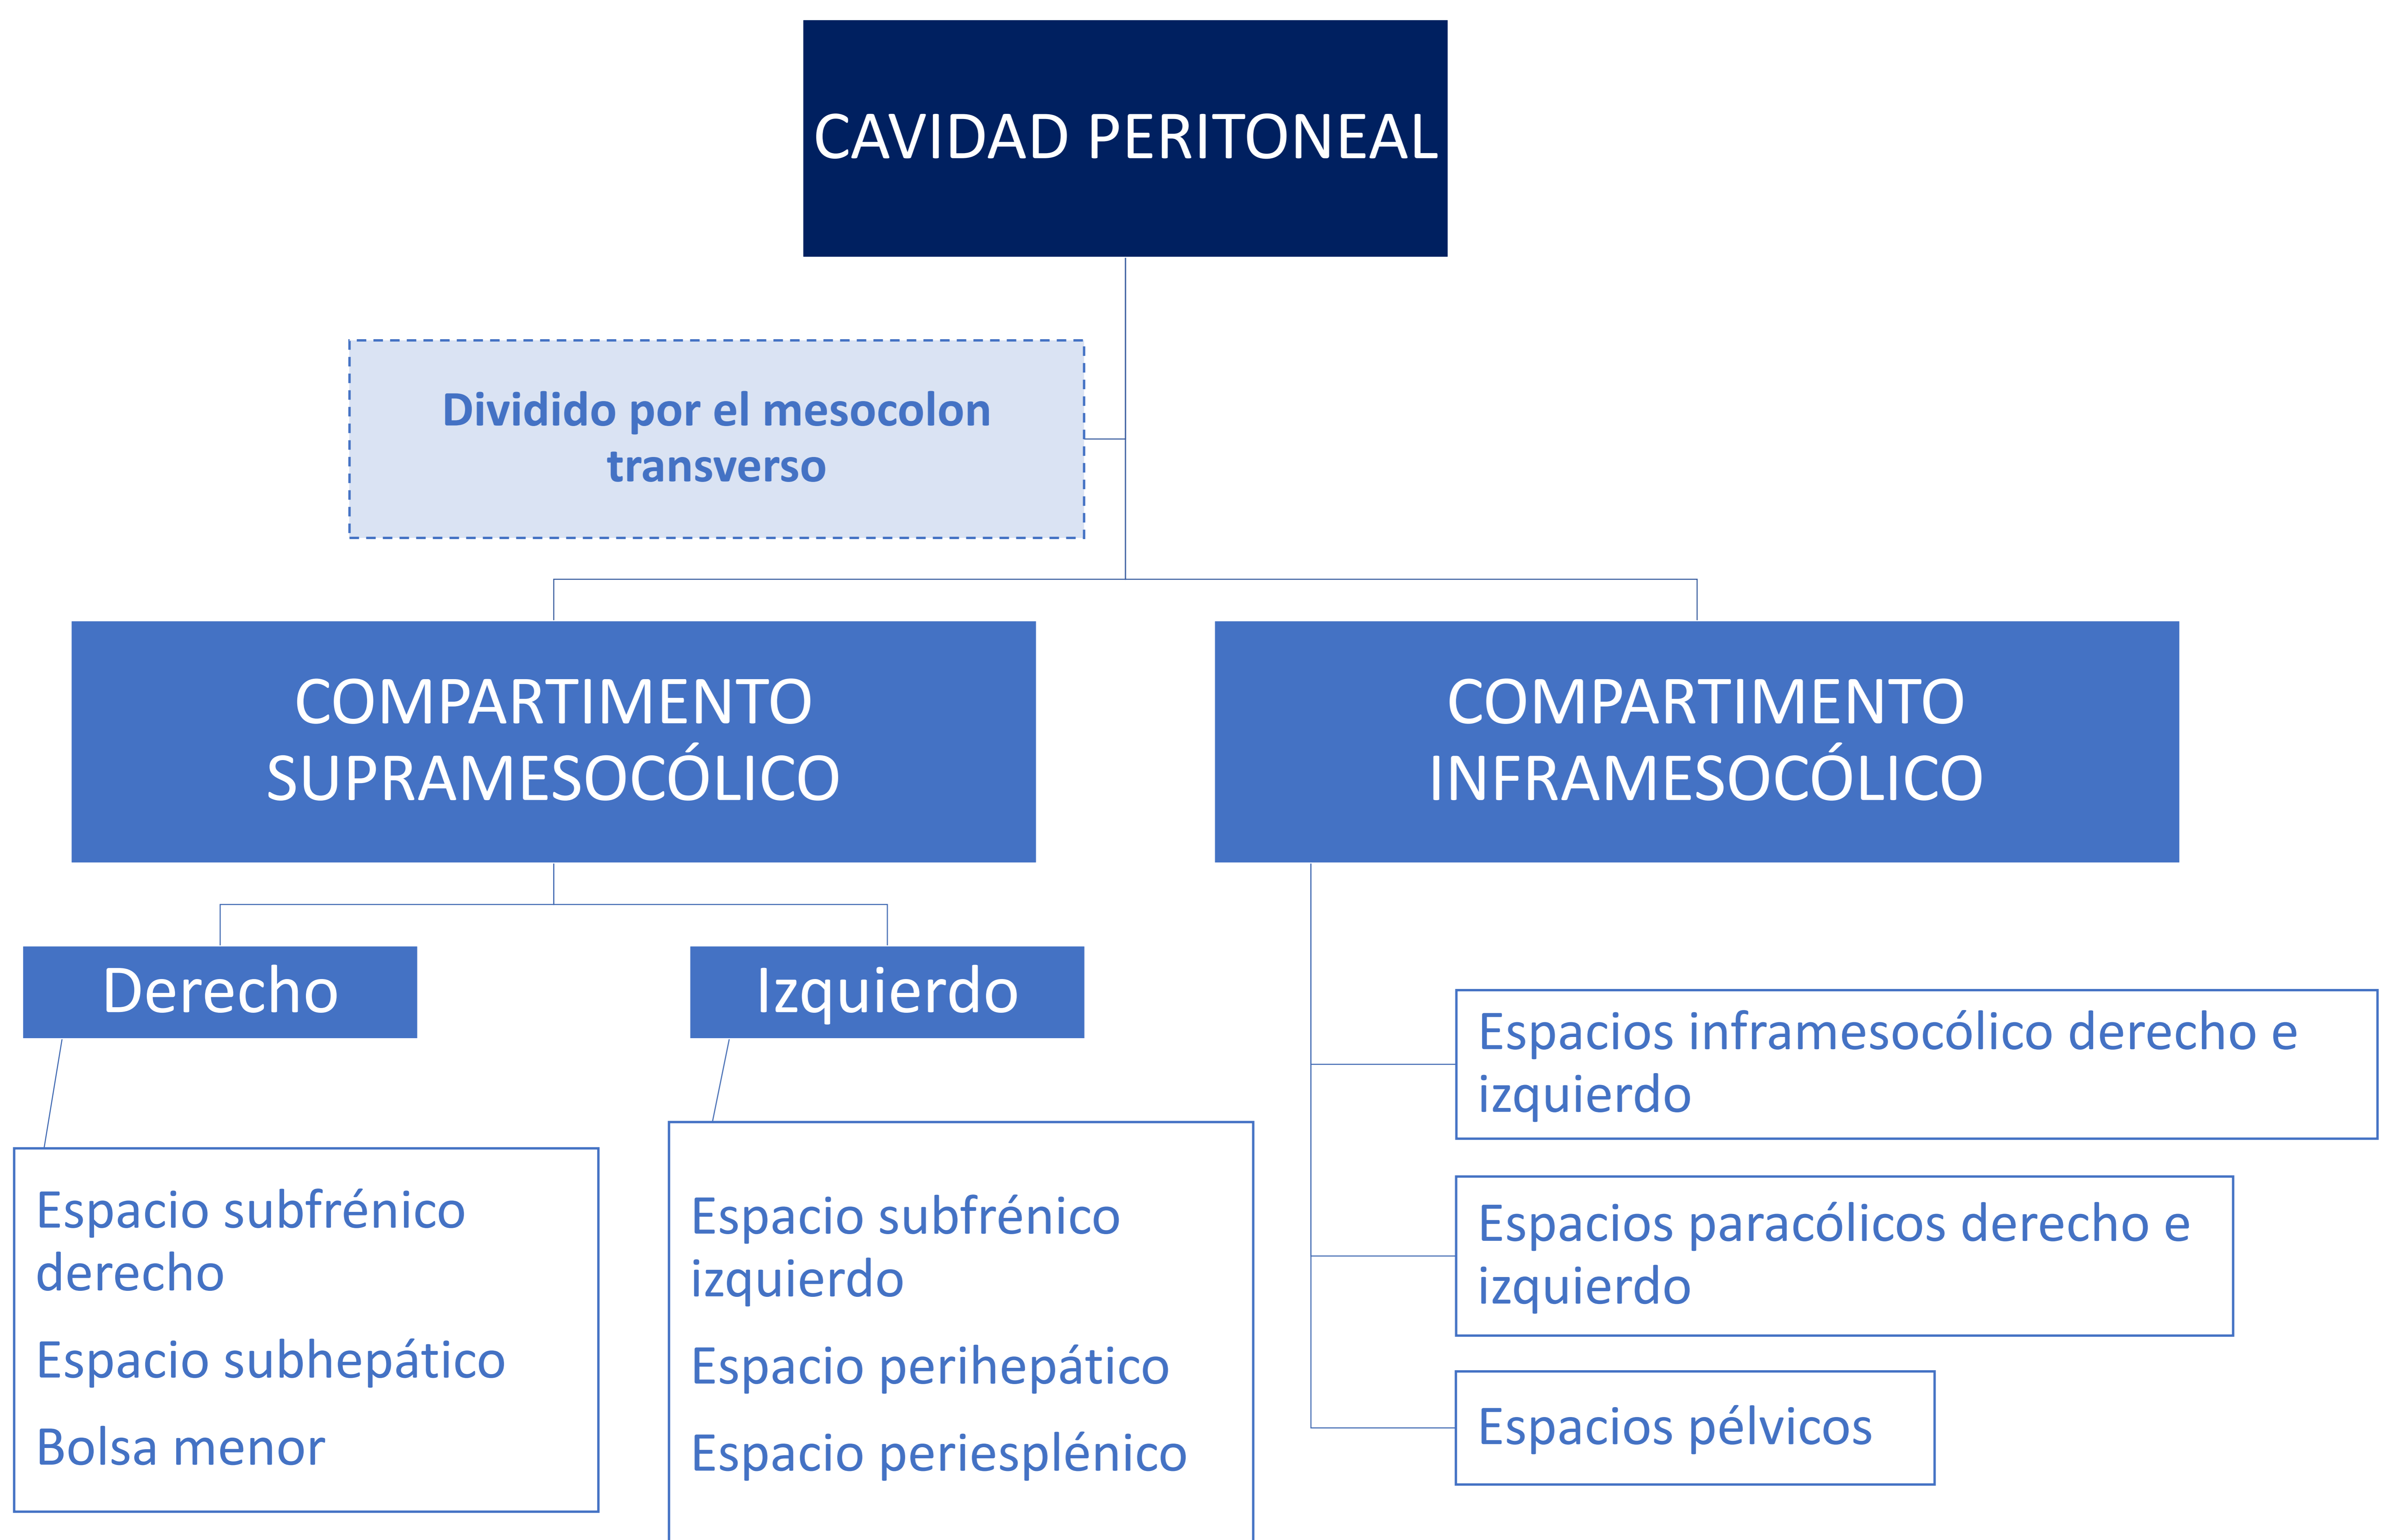 CAVIDAD PERITONEAL
Dividido por el mesocolon
transverso
COMPARTIMENTO
SUPRAMESOCÓLICO
COMPARTIMENTO
INFRAMESOCÓLICO
Derecho
Izquierdo
Espacio subfrénico
derecho
Espacio subhepático
Bolsa menor
Espacio subfrénico
izquierdo
Espacio perihepático
Espacio periesplénico
Espacios inframesocólico derecho e
izquierdo
Espacios paracólicos derecho e
izquierdo
Espacios pélvicos